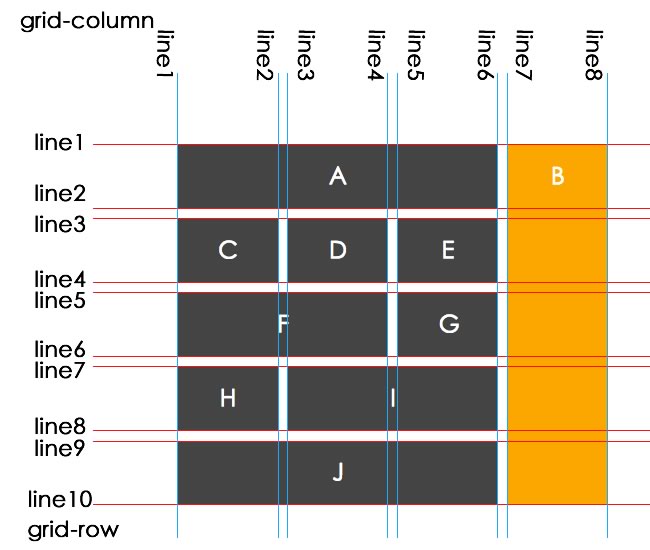 grid-column
line1
line2
line3
line4
line5
line6
line7
line8
line1
A
B
line2
line3
C
D
E
line4
line5
F
G
line6
line7
H
I
line8
line9
J
line10
grid-row